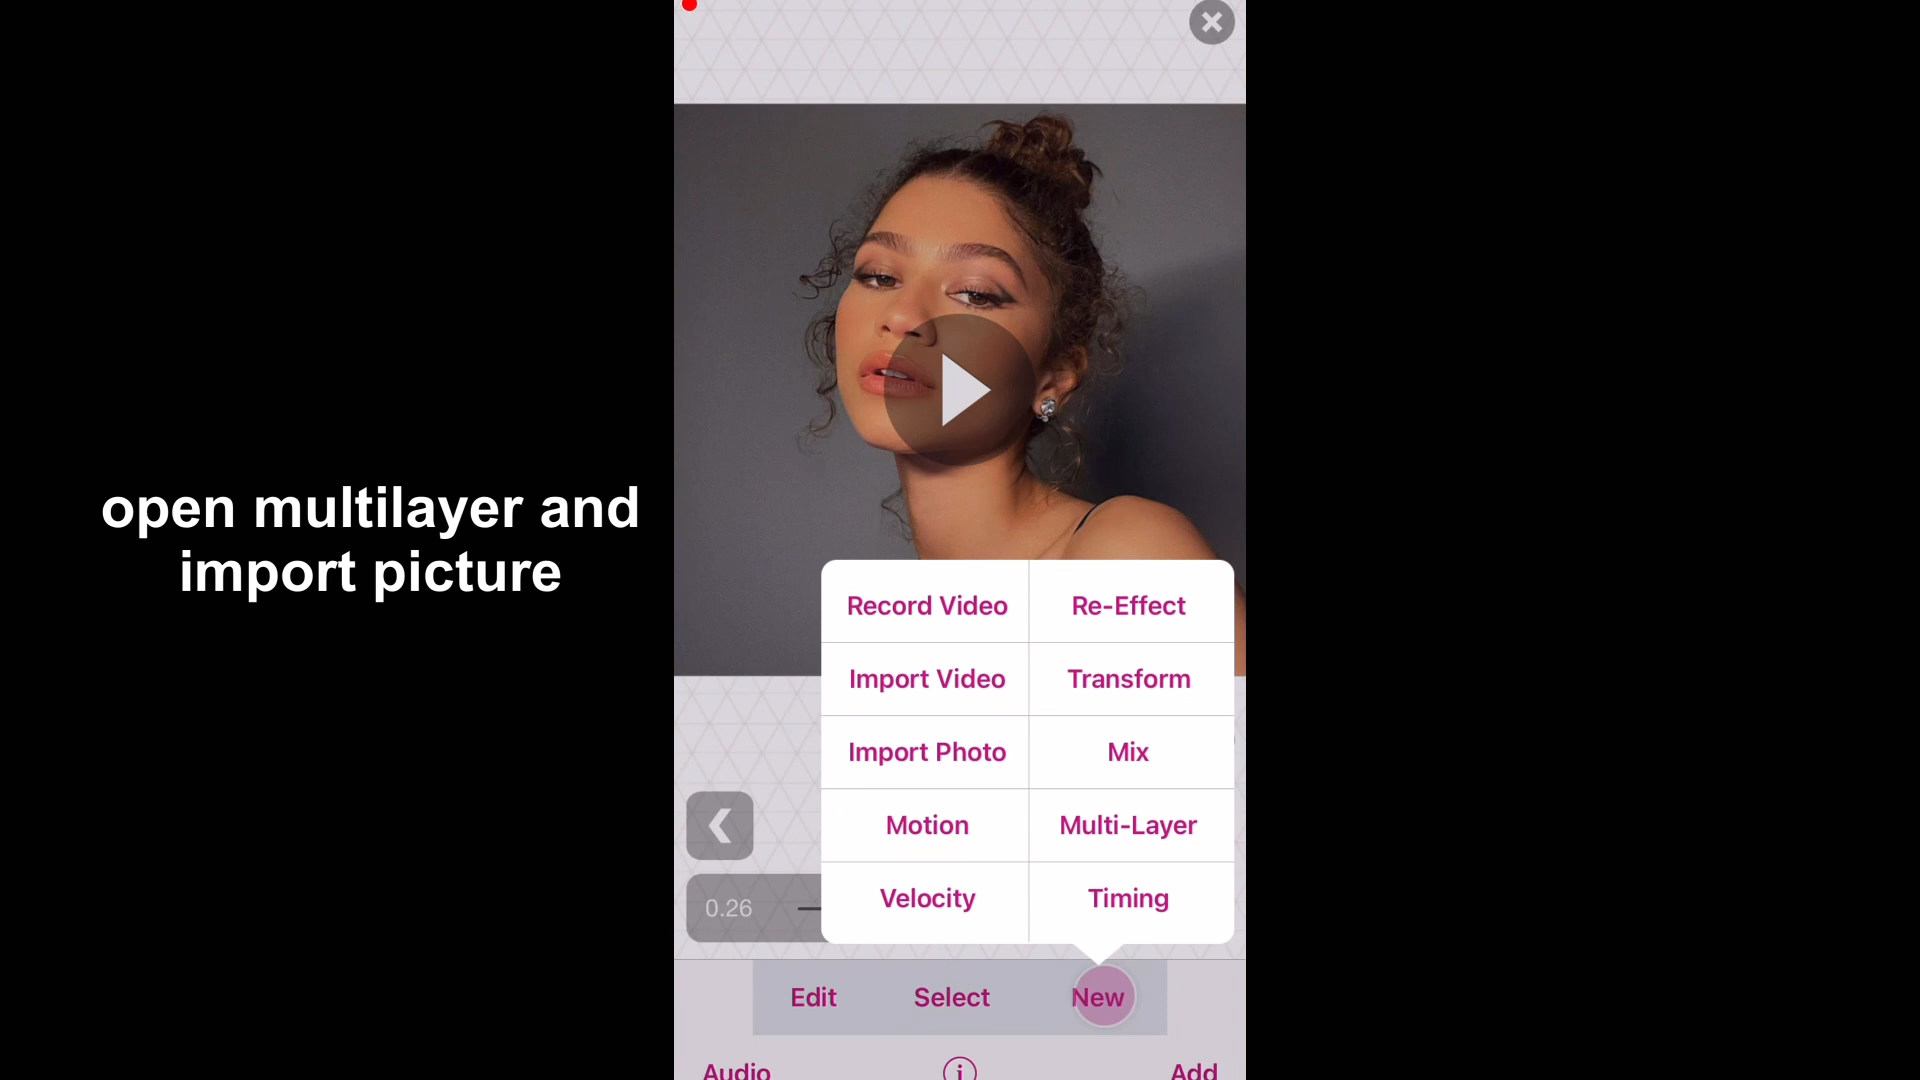 open multilayer and
import picture
Record Video
Re-Effect
Import Video
Transform
Import Photo
Mix
Motion
Multi-Layer
Velocity
Timing
0.26
Edit
Select
New
Audio
i
Add